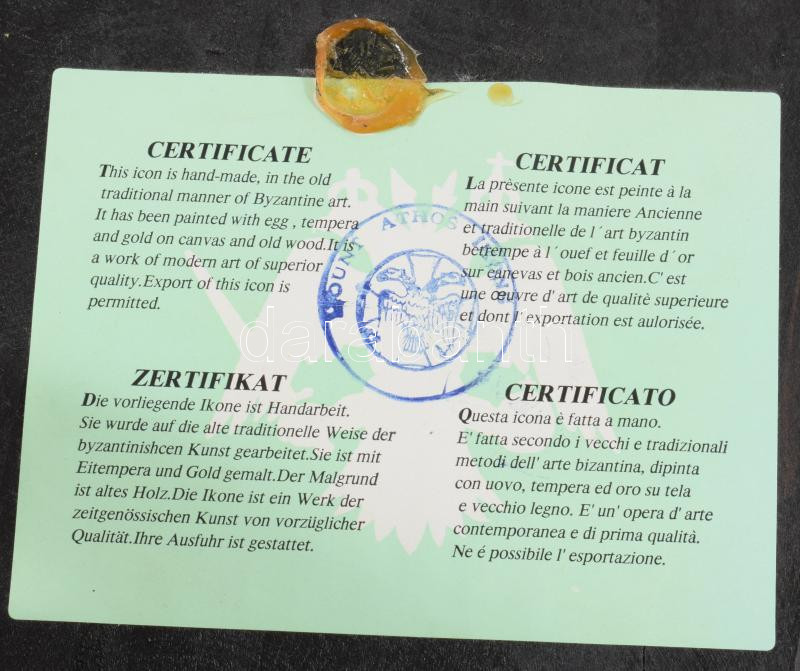 CERTIFICATE
This icon is hand-made, in the old
traditional manner of Byzantine art.
It has been painted with egg , tempera
and gold on canvas and old wood.It is
a work of modern art of superior
quality.Export of this icon is
permitted.
CERTIFICAT
La prèsente icone est peinte à la
main suivant la maniere Ancienne
et traditionelle de l´ art byzantin
betrempe à l´ouef et feuille d´or
sur canevas et bois ancien.C' est
une œuvre d' art de qualitè superieure
et dont l' exportation est aulorisée.
MOUNT ATHOS
darabanth
ZERTIFIKAT
Die vorliegende Ikone ist Handarbeit.
Sie wurde auf die alte traditionelle Weise der
byzantinishcen Kunst gearbeitet.Sie ist mit
Eitempera und Gold gemalt.Der Malgrund
ist altes Holz.Die Ikone ist ein Werk der
zeitgenössischen Kunst von vorzüglicher
Qualität.Ihre Ausfuhr ist gestattet.
CERTIFICATO
Questa icona è fatta a mano.
E' fatta secondo i vecchi e tradizionali
metodi dell' arte bizantina, dipinta
con uovo, tempera ed oro su tela
e vecchio legno. E' un' opera d' arte
contemporanea e di prima qualità.
Ne é possibile l' esportazione.